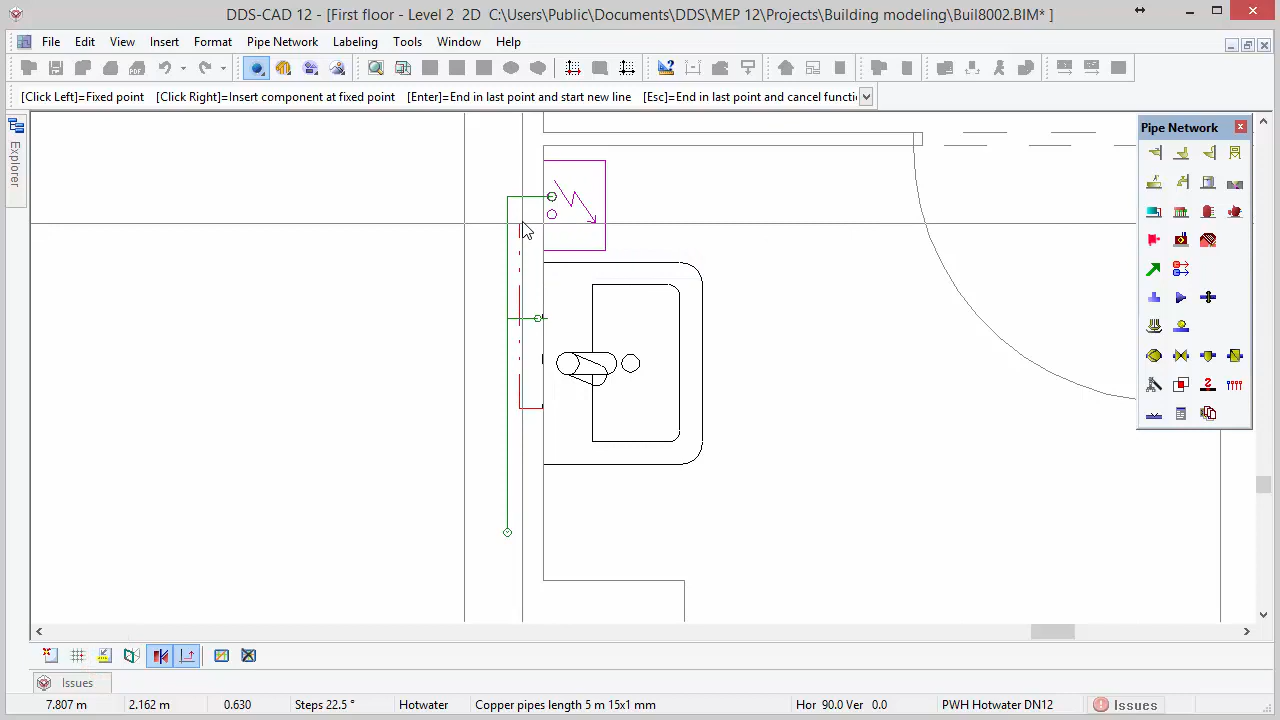 DDS-CAD 12 - [First floor - Level 2 2D C:\Users\Public\Documents\DDS\MEP 12\Projects\Building modeling\Buil8002.BIM* ]
File Edit View Insert Format Pipe Network Labeling Tools Window Help
[Click Left]=Fixed point [Click Right]=Insert component at fixed point [Enter]=End in last point and start new line [Esc]=End in last point and cancel functi
Explorer
Pipe Network
Issues
7.807 m 2.162 m 0.630 Steps 22.5 ° Hotwater Copper pipes length 5 m 15x1 mm Hor 90.0 Ver 0.0 PWH Hotwater DN12 Issues